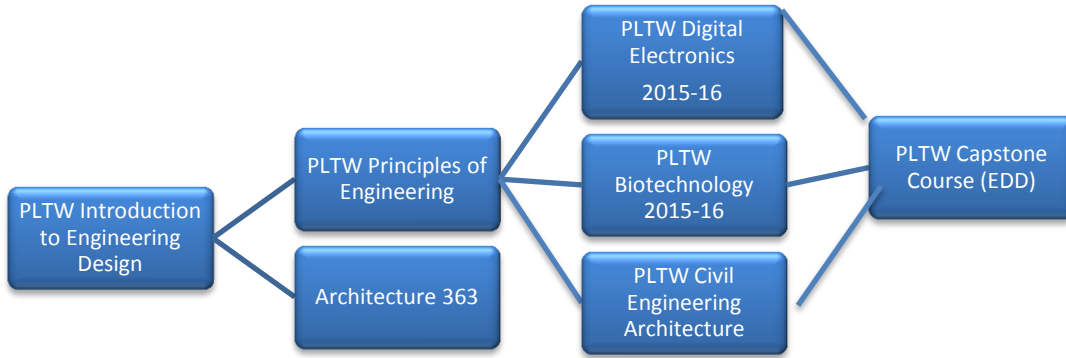 PLTW Introduction
to Engineering
Design
PLTW Principles of
Engineering
Architecture 363
PLTW Digital
Electronics
2015-16
PLTW
Biotechnology
2015-16
PLTW Civil
Engineering
Architecture
PLTW Capstone
Course (EDD)